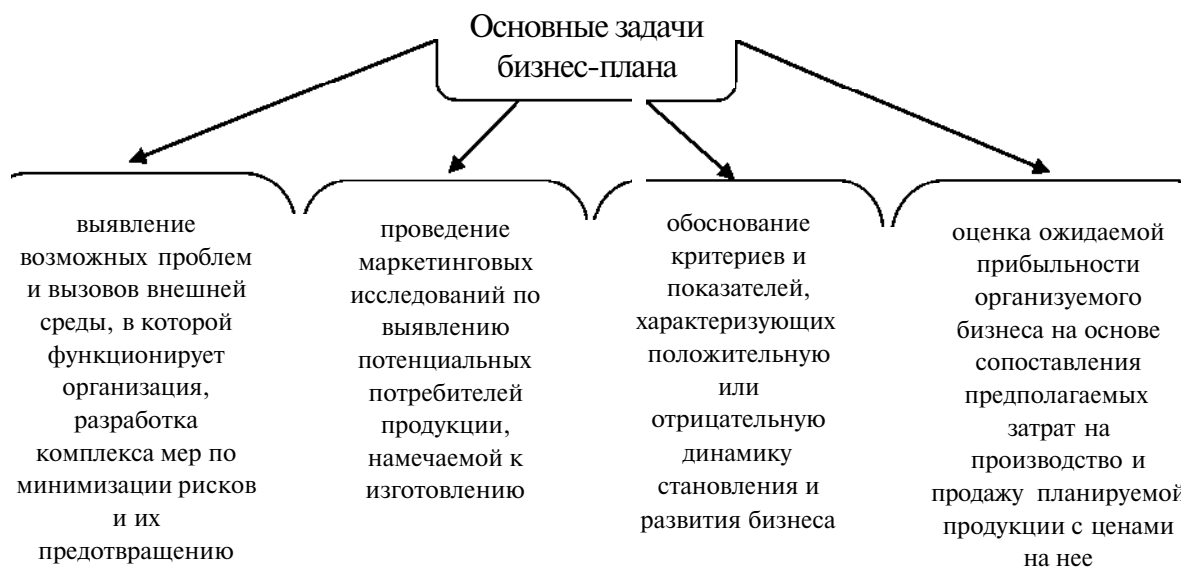 Основные задачи
бизнес-плана
выявление
возможных проблем
и вызовов внешней
среды, в которой
функционирует
организация,
разработка
комплекса мер по
минимизации рисков
и их
предотвращению
проведение
маркетинговых
исследований по
выявлению
потенциальных
потребителей
продукции,
намечаемой к
изготовлению
обоснование
критериев и
показателей,
характеризующих
положительную
или
отрицательную
динамику
становления и
развития бизнеса
оценка ожидаемой
прибыльности
организуемого
бизнеса на основе
сопоставления
предполагаемых
затрат на
производство и
продажу планируемой
продукции с ценами
на нее